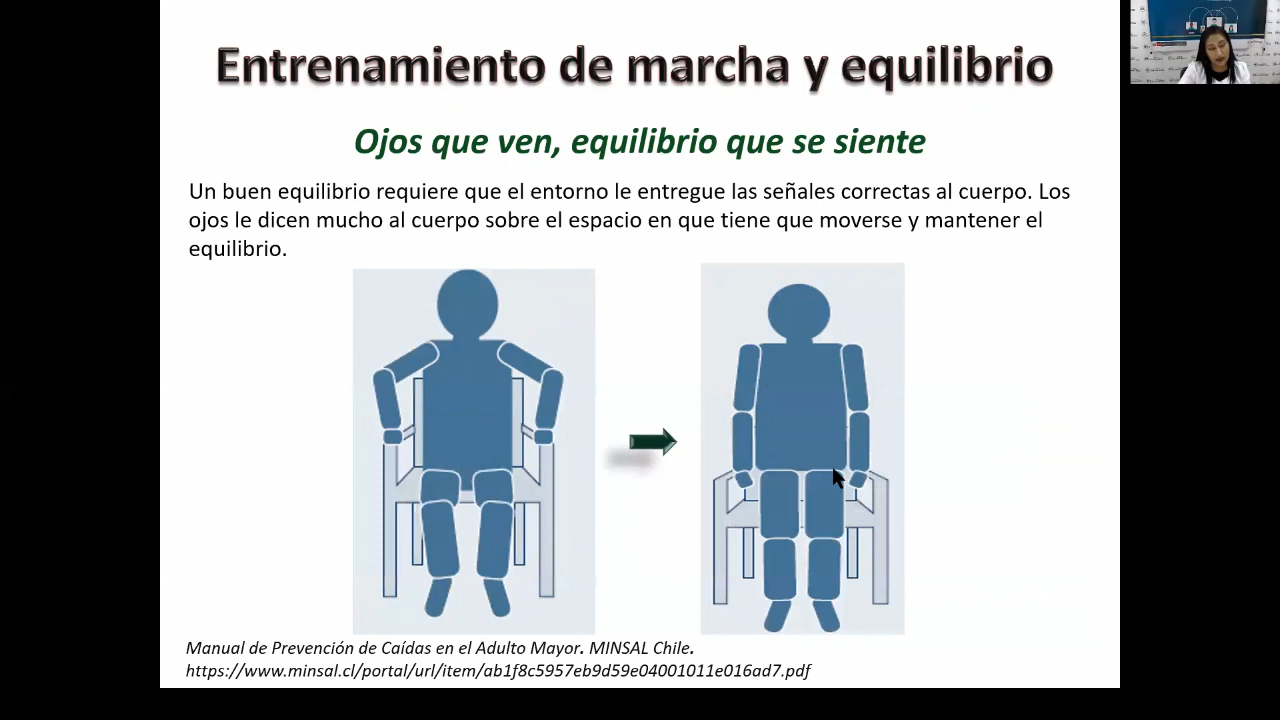 Entrenamiento de marcha y equilibrio
Ojos que ven, equilibrio que se siente
Un buen equilibrio requiere que el entorno le entregue las señales correctas al cuerpo. Los
ojos le dicen mucho al cuerpo sobre el espacio en que tiene que moverse y mantener el
equilibrio.
Manual de Prevención de Caídas en el Adulto Mayor. MINSAL Chile.
https://www.minsal.cl/portal/url/item/ab1f8c5957eb9d59e04001011e016ad7.pdf